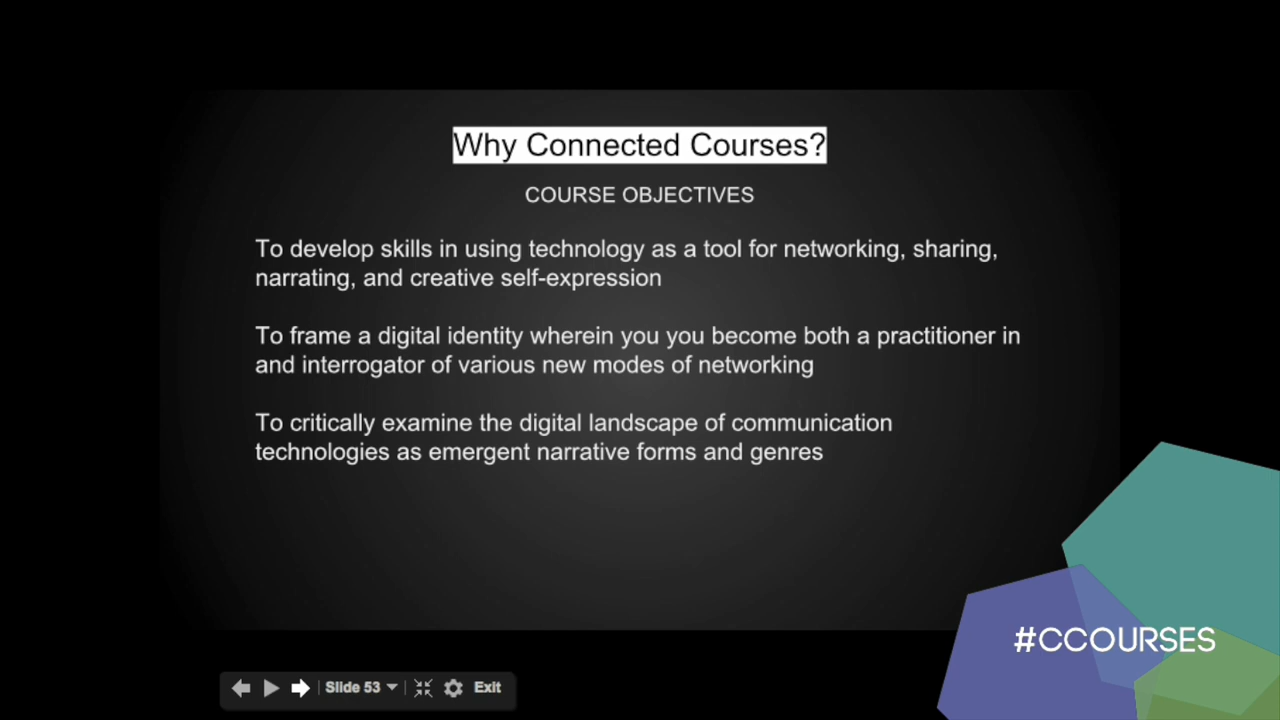 Why Connected Courses?
COURSE OBJECTIVES
To develop skills in using technology as a tool for networking, sharing,
narrating, and creative self-expression
To frame a digital identity wherein you you become both a practitioner in
and interrogator of various new modes of networking
To critically examine the digital landscape of communication
technologies as emergent narrative forms and genres
#CCOURSES
Slide 53
Exit